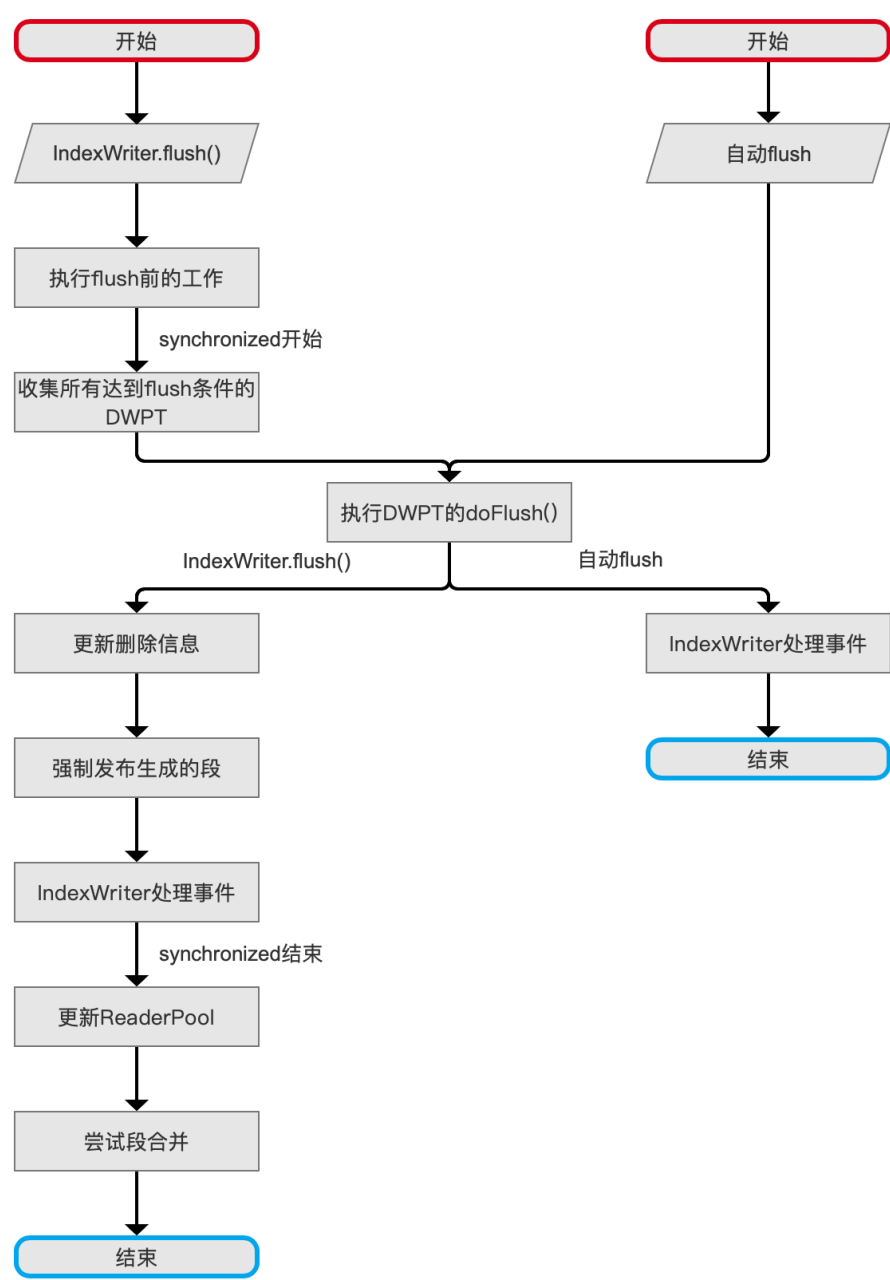 开始
开始
IndexWriter.flush()
自动flush
执行flush前的工作
synchronized开始
收集所有达到flush条件的
DWPT
执行DWPT的doFlush()
IndexWriter.flush()
自动flush
更新删除信息
IndexWriter处理事件
强制发布生成的段
结束
IndexWriter处理事件
synchronized结束
更新ReaderPool
尝试段合并
结束